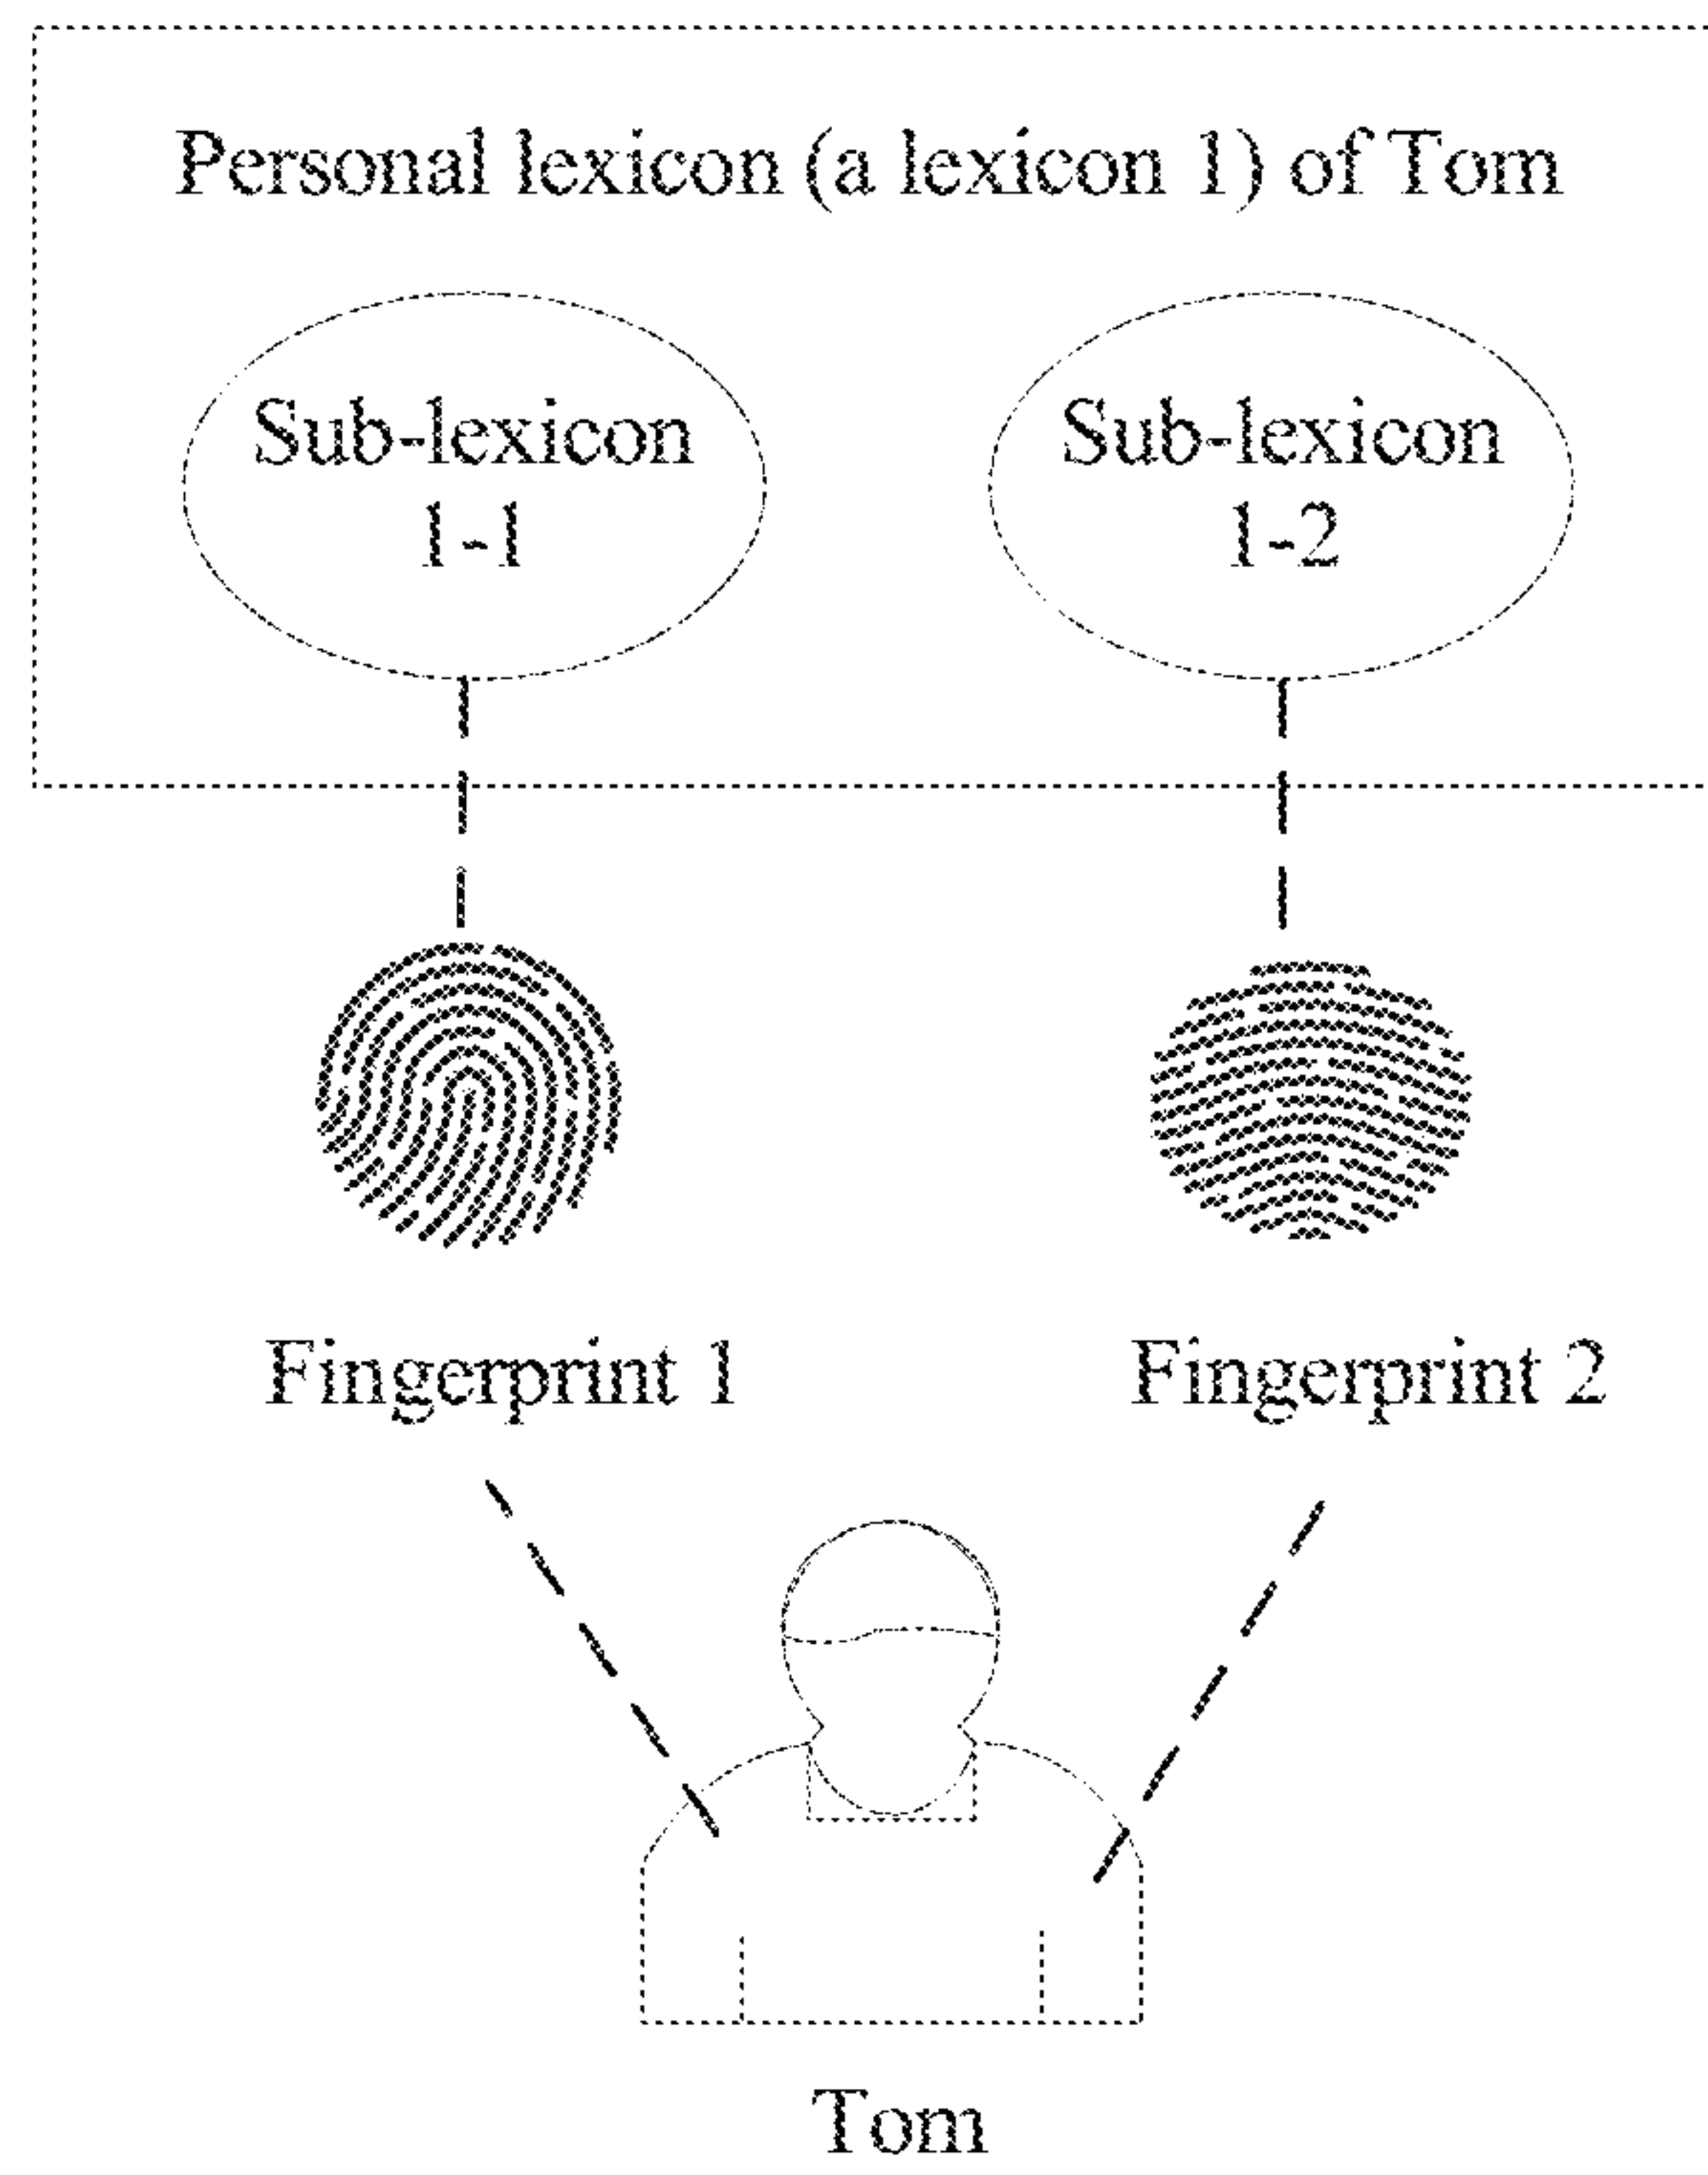 Personal lexicon (a lexicon 1) of Tom
Sub-lexicon
1-1
Sub-lexicon
1-2
Fingerprint 1
Fingerprint 2
Tom